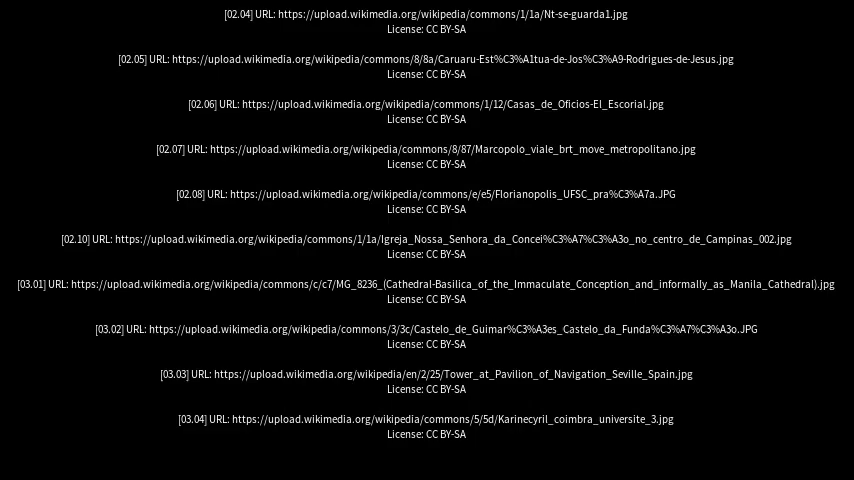 [02.04] URL: https://upload.wikimedia.org/wikipedia/commons/1/1a/Nt-se-guarda1.jpg
License: CC BY-SA
[02.05] URL: https://upload.wikimedia.org/wikipedia/commons/8/8a/Caruaru-Est%C3%A1tua-de-Jos%C3%A9-Rodrigues-de-Jesus.jpg
License: CC BY-SA
[02.06] URL: https://upload.wikimedia.org/wikipedia/commons/1/12/Casas_de_Oficios-El_Escorial.jpg
License: CC BY-SA
[02.07] URL: https://upload.wikimedia.org/wikipedia/commons/8/87/Marcopolo_viale_brt_move_metropolitano.jpg
License: CC BY-SA
[02.08] URL: https://upload.wikimedia.org/wikipedia/commons/e/e5/Florianopolis_UFSC_pra%C3%A7a.JPG
License: CC BY-SA
[02.10] URL: https://upload.wikimedia.org/wikipedia/commons/1/1a/Igreja_Nossa_Senhora_da_Concei%C3%A7%C3%A3o_no_centro_de_Campinas_002.jpg
License: CC BY-SA
[03.01] URL: https://upload.wikimedia.org/wikipedia/commons/c/c7/MG_8236_(Cathedral-Basilica_of_the_Immaculate_Conception_and_informally_as_Manila_Cathedral).jpg
License: CC BY-SA
[03.02] URL: https://upload.wikimedia.org/wikipedia/commons/3/3c/Castelo_de_Guimar%C3%A3es_Castelo_da_Funda%C3%A7%C3%A3o.JPG
License: CC BY-SA
[03.03] URL: https://upload.wikimedia.org/wikipedia/en/2/25/Tower_at_Pavilion_of_Navigation_Seville_Spain.jpg
License: CC BY-SA
[03.04] URL: https://upload.wikimedia.org/wikipedia/commons/5/5d/Karinecyril_coimbra_universite_3.jpg
License: CC BY-SA